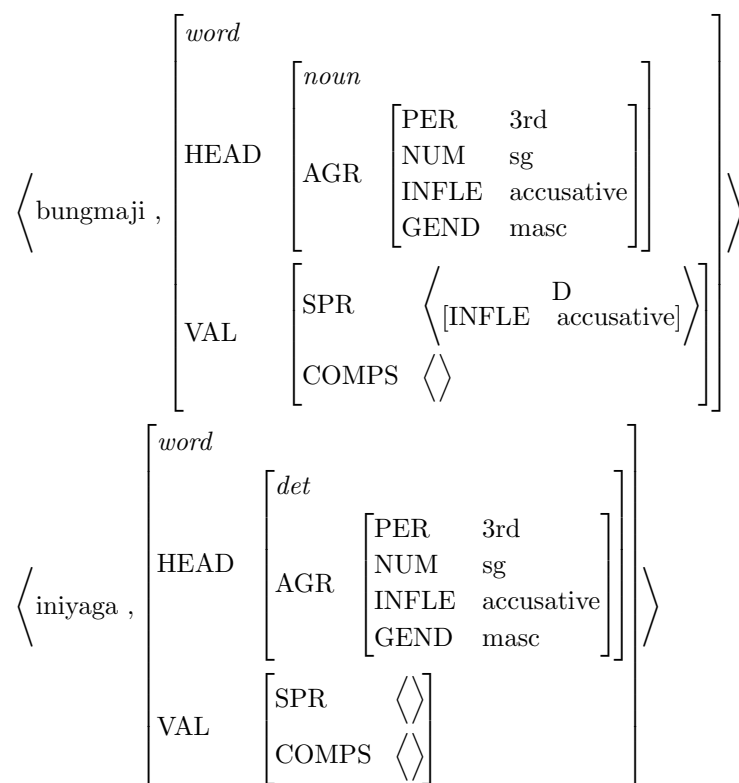 word
noun
PER 3rd
HEAD NUM sg
AGR INFLE accusative
GEND masc
⟨ bungmaji , ⟩
D
SPR ⟨ [INFLE accusative] ⟩
VAL
COMPS ⟨⟩
word
det
PER 3rd
HEAD NUM sg
AGR INFLE accusative
GEND masc
⟨ iniyaga , ⟩
SPR ⟨⟩
VAL
COMPS ⟨⟩